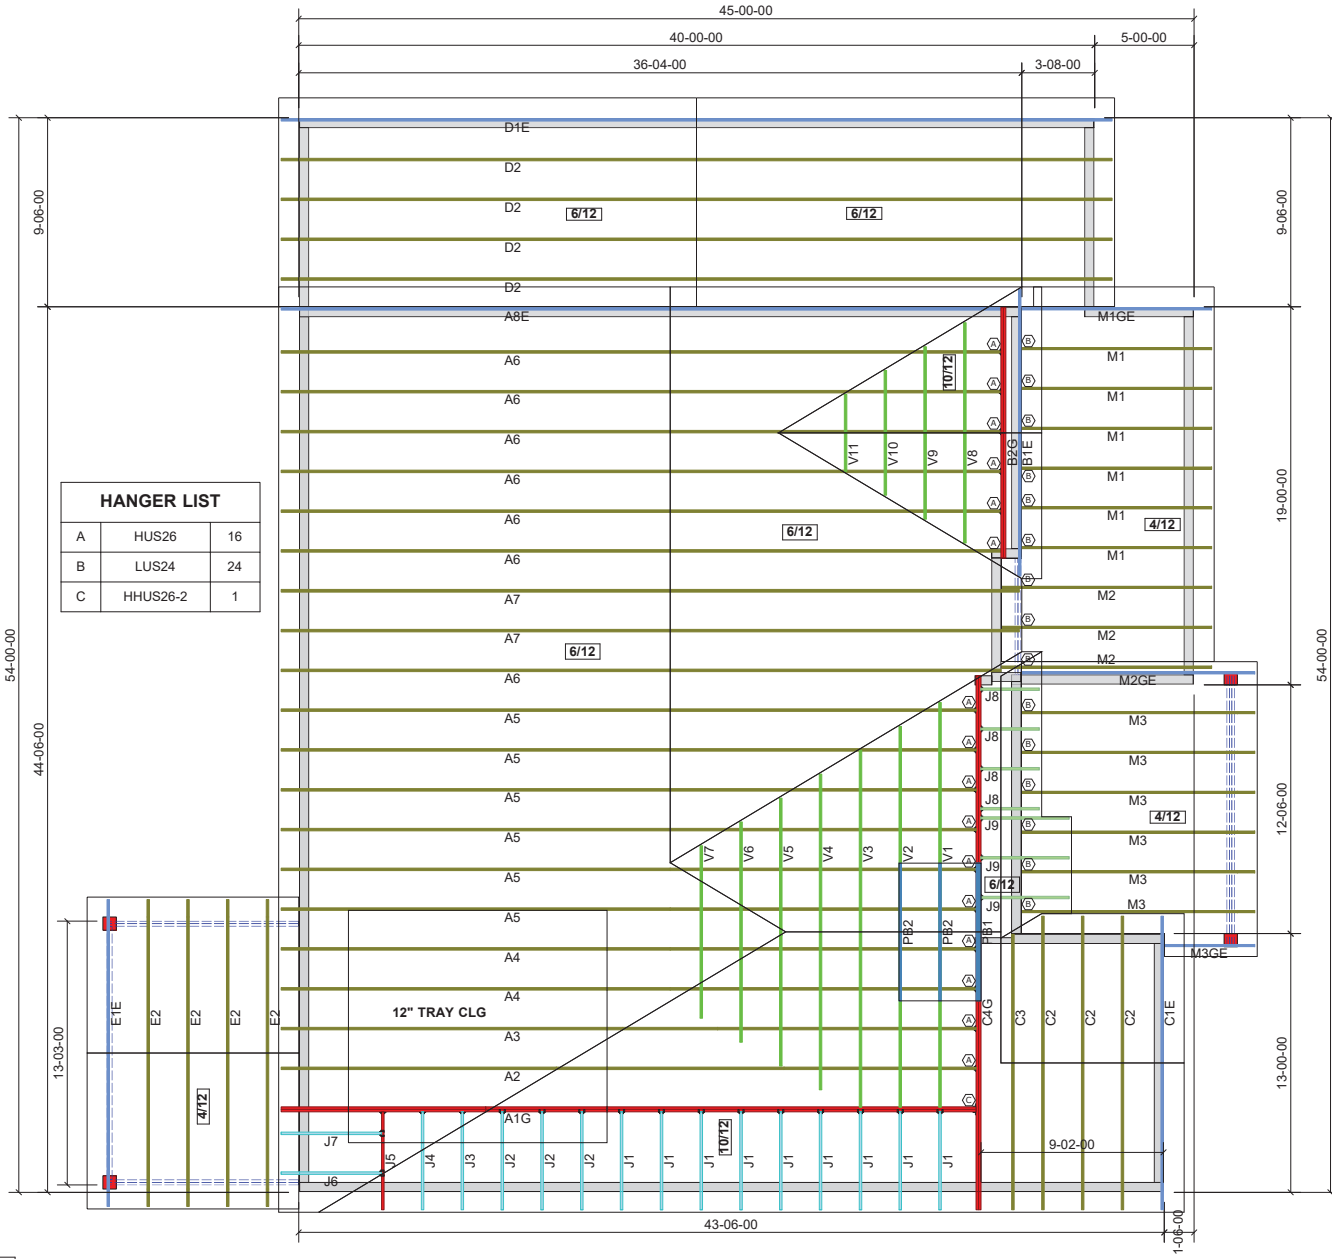 45-00-00
40-00-00
5-00-00
36-04-00
3-08-00
D1E
D2
D2
6/12
6/12
D2
D2
9-06-00
9-06-00
54-00-00
54-00-00
44-06-00
A8E
M1GE
A6
A6
A6
A6
A6
A6
A7
A7
A6
A5
A5
A5
A5
A5
A5
A4
A4
A3
A2
A1G
10/12
V11
V10
V9
V8
B2G
B1E
A
A
A
A
A
A
B
B
B
B
B
B
B
B
B
M1
M1
M1
M1
M1
M1
4/12
M2
M2
M2
M2GE
19-00-00
HANGER LIST
A HUS26 16
B LUS24 24
C HHUS26-2 1
6/12
6/12
J8
J8
J8
J8
J9
J9
J9
6/12
A
A
A
A
A
A
A
A
A
A
C
B
B
B
B
B
B
M3
M3
M3
M3
M3
M3
4/12
M3GE
12-06-00
V7
V6
V5
V4
V3
V2
V1
PB2
PB2
PB1
C4G
C3
C2
C2
C2
C1E
13-00-00
E1E
E2
E2
E2
E2
4/12
13-03-00
12" TRAY CLG
J7
J6
J5
J4
J3
J2
J2
J2
J1
J1
J1
J1
J1
J1
J1
J1
J1
10/12
9-02-00
43-06-00
1-06-00